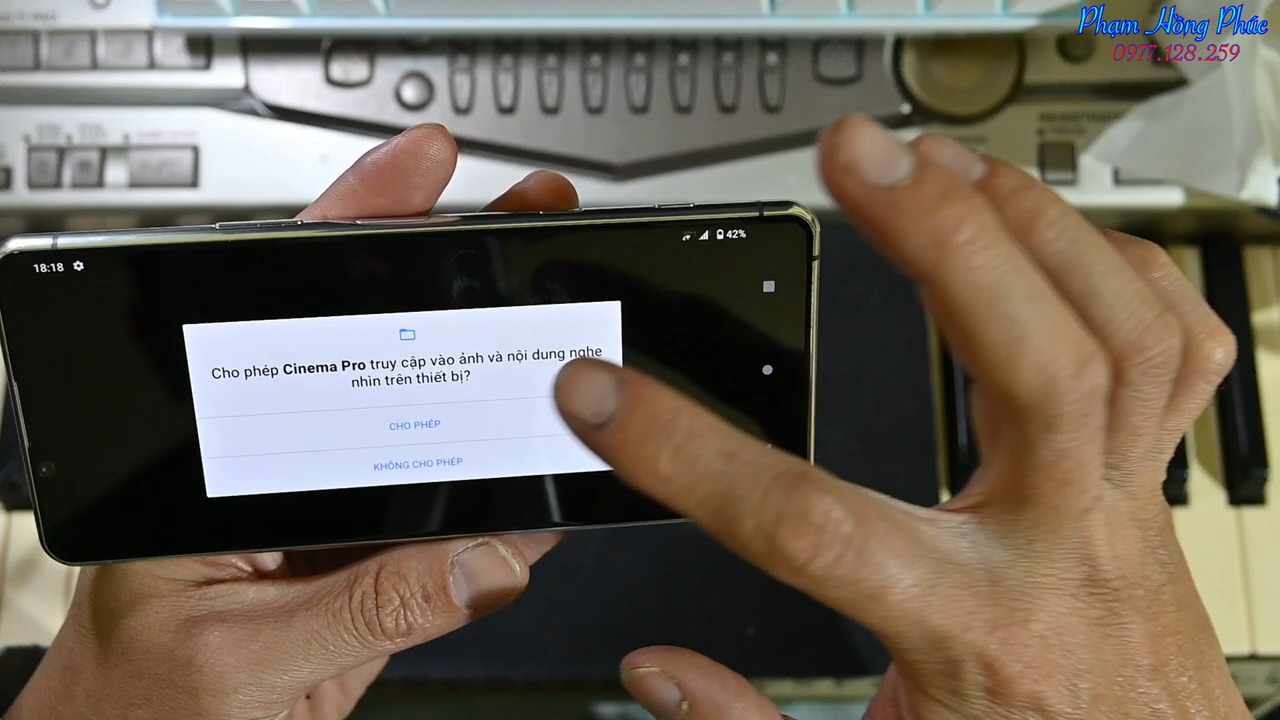 Phạm Hồng Phúc
0977.128.259
18:18
42%
Cho phép Cinema Pro truy cập vào ảnh và nội dung nghe
nhìn trên thiết bị?
CHO PHÉP
KHÔNG CHO PHÉP